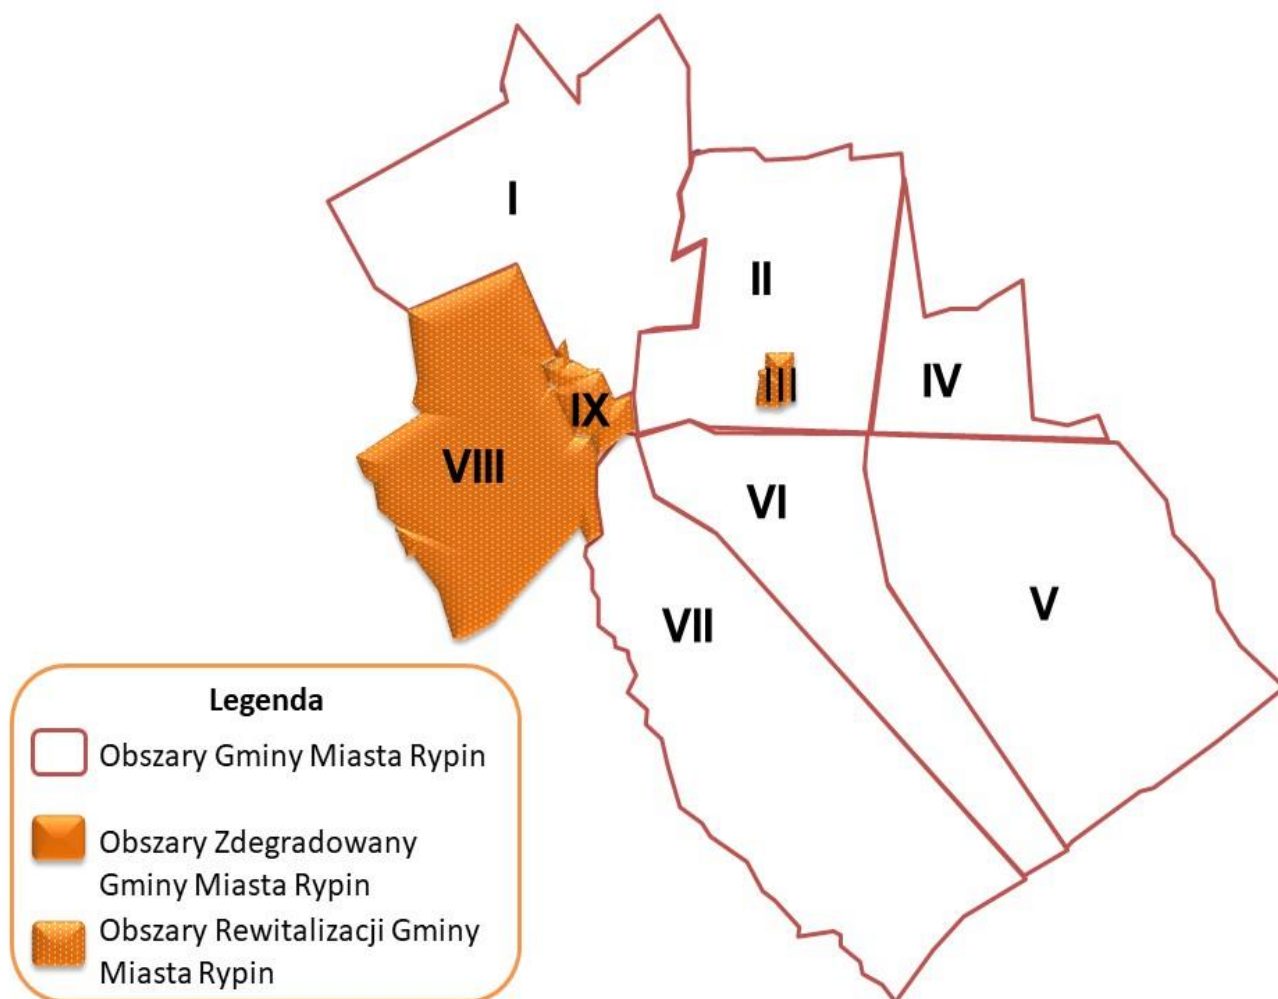 I
II
III
IV
IX
VIII
VI
V
VII
Legenda
Obszary Gminy Miasta Rypin
Obszary Zdegradowany
Gminy Miasta Rypin
Obszary Rewitalizacji Gminy
Miasta Rypin